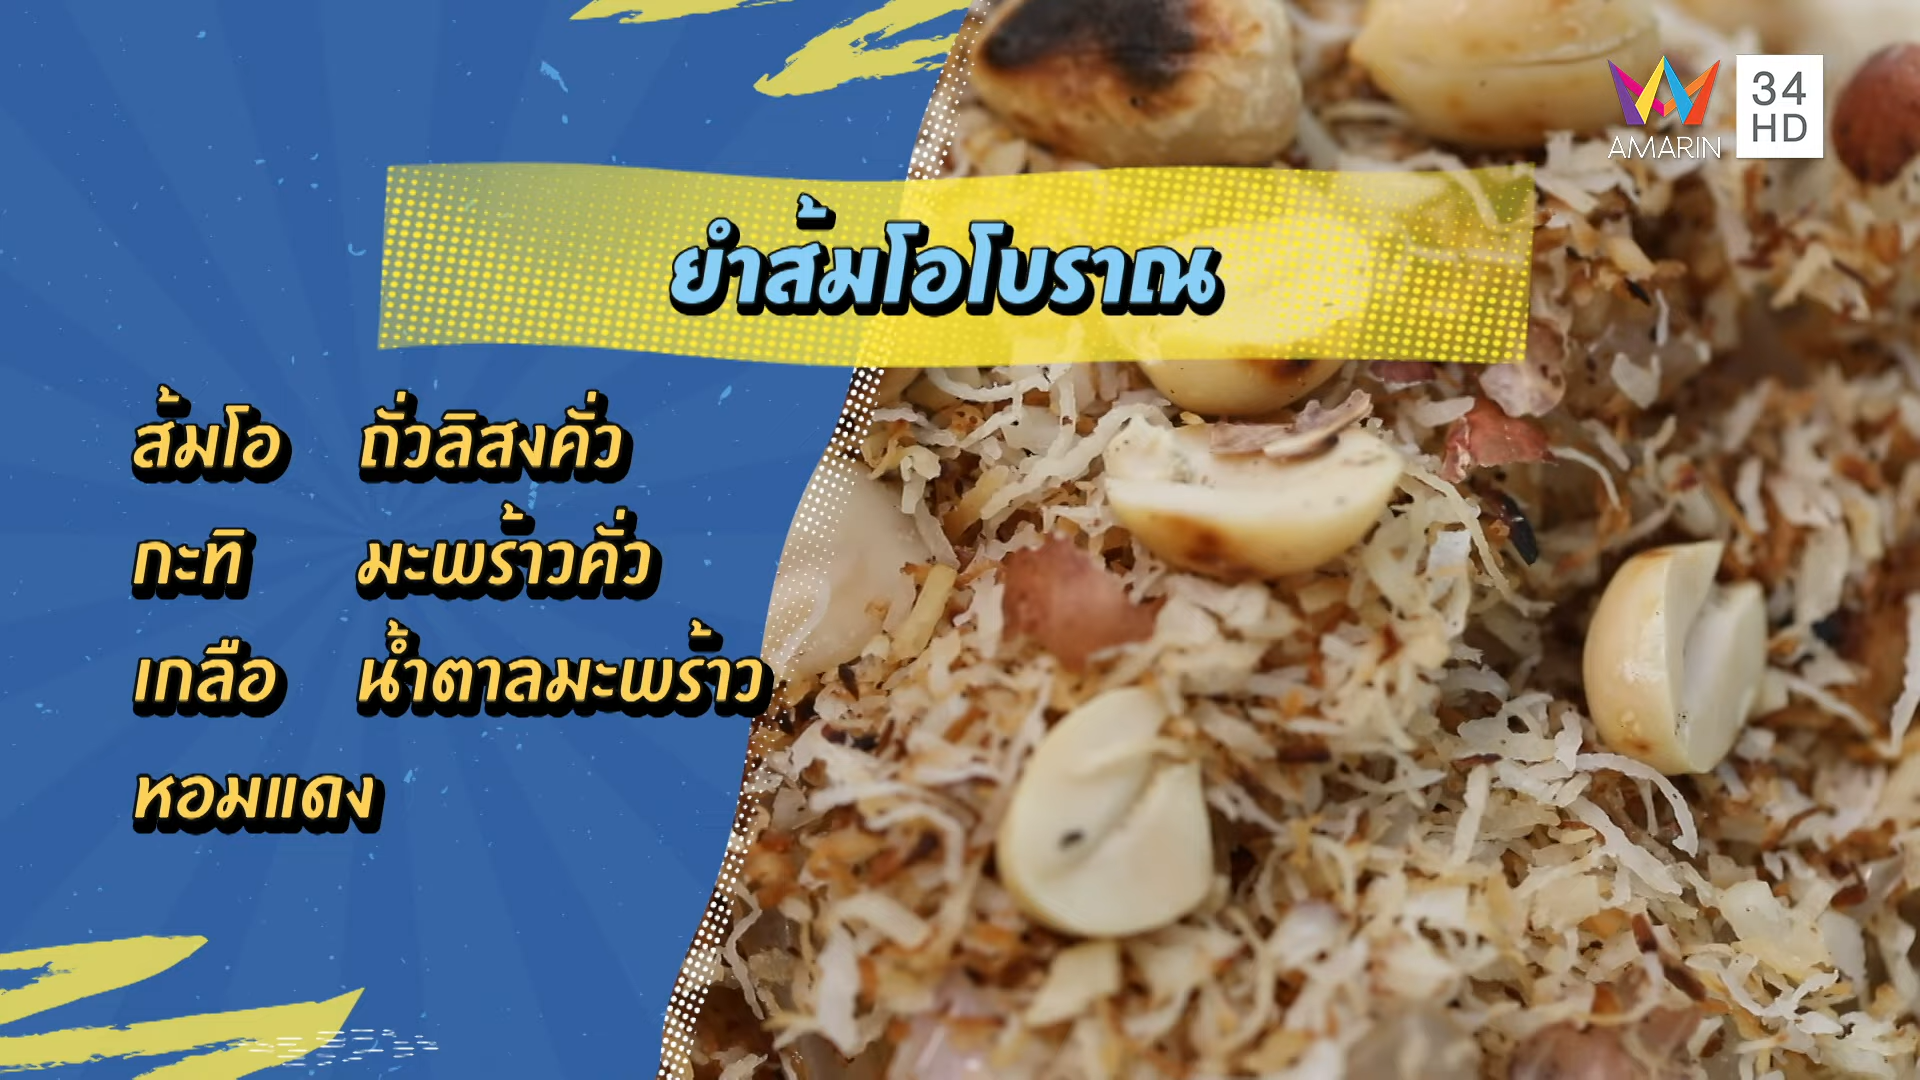 AMARIN
34
HD
ยำส้มโอโบราณ
ส้มโอ ถั่วลิสงคั่ว
กะทิ มะพร้าวคั่ว
เกลือ น้ำตาลมะพร้าว
หอมแดง